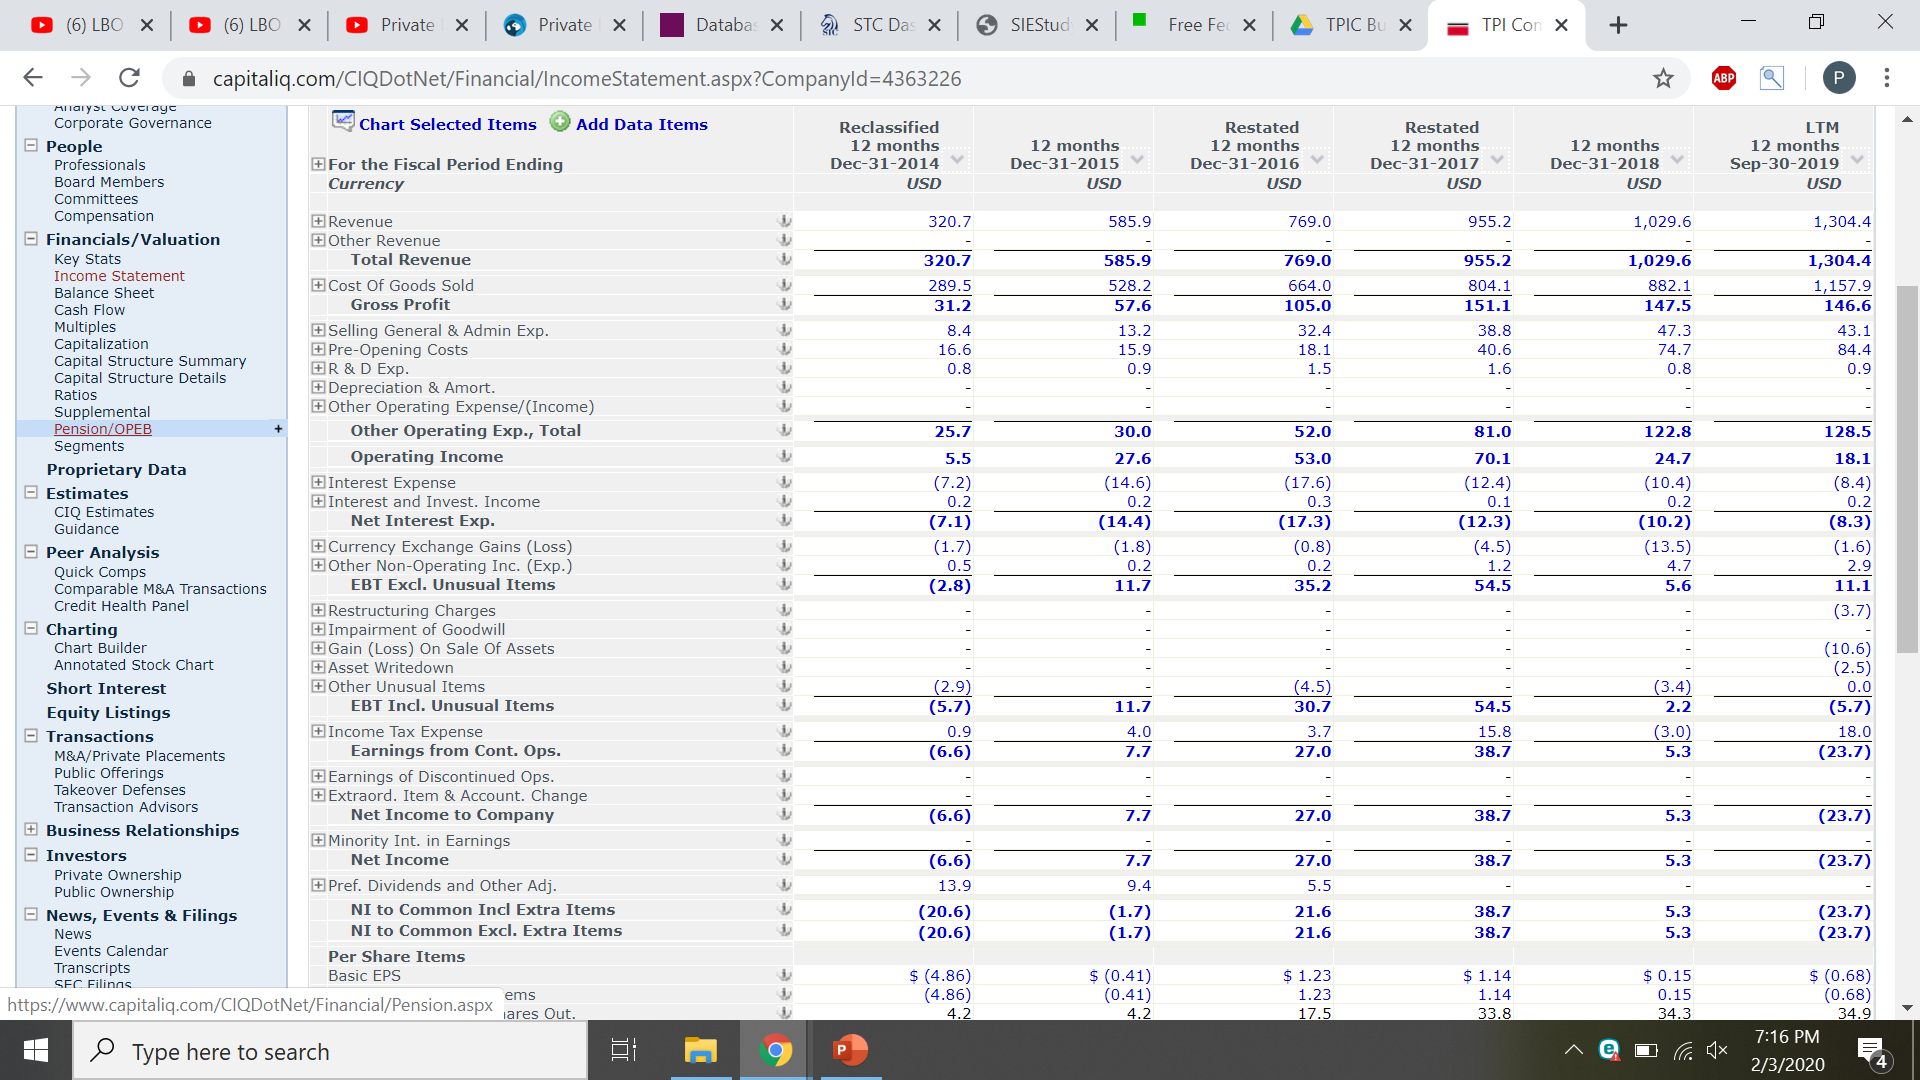 (6) LBO
(6) LBO
Private
Private
Databas
STC Das
SIEStud
Free Fe
TPIC Bu
TPI Con
capitaliq.com/CIQDotNet/Financial/IncomeStatement.aspx?CompanyId=4363226
ABP
P
Analyst Coverage
Corporate Governance
People
Professionals
Board Members
Committees
Compensation
Financials/Valuation
Key Stats
Income Statement
Balance Sheet
Cash Flow
Multiples
Capitalization
Capital Structure Summary
Capital Structure Details
Ratios
Supplemental
Pension/OPEB +
Segments
Proprietary Data
Estimates
CIQ Estimates
Guidance
Peer Analysis
Quick Comps
Comparable M&A Transactions
Credit Health Panel
Charting
Chart Builder
Annotated Stock Chart
Short Interest
Equity Listings
Transactions
M&A/Private Placements
Public Offerings
Takeover Defenses
Transaction Advisors
Business Relationships
Investors
Private Ownership
Public Ownership
News, Events & Filings
News
Events Calendar
Transcripts
SEC Filings
https://www.capitaliq.com/CIQDotNet/Financial/Pension.aspx
Chart Selected Items Add Data Items
Reclassified Restated Restated LTM
12 months 12 months 12 months 12 months 12 months 12 months
For the Fiscal Period Ending Dec-31-2014 Dec-31-2015 Dec-31-2016 Dec-31-2017 Dec-31-2018 Sep-30-2019
Currency USD USD USD USD USD USD
Revenue 320.7 585.9 769.0 955.2 1,029.6 1,304.4
Other Revenue - - - - - -
Total Revenue 320.7 585.9 769.0 955.2 1,029.6 1,304.4
Cost Of Goods Sold 289.5 528.2 664.0 804.1 882.1 1,157.9
Gross Profit 31.2 57.6 105.0 151.1 147.5 146.6
Selling General & Admin Exp. 8.4 13.2 32.4 38.8 47.3 43.1
Pre-Opening Costs 16.6 15.9 18.1 40.6 74.7 84.4
R & D Exp. 0.8 0.9 1.5 1.6 0.8 0.9
Depreciation & Amort. - - - - - -
Other Operating Expense/(Income) - - - - - -
Other Operating Exp., Total 25.7 30.0 52.0 81.0 122.8 128.5
Operating Income 5.5 27.6 53.0 70.1 24.7 18.1
Interest Expense (7.2) (14.6) (17.6) (12.4) (10.4) (8.4)
Interest and Invest. Income 0.2 0.2 0.3 0.1 0.2 0.2
Net Interest Exp. (7.1) (14.4) (17.3) (12.3) (10.2) (8.3)
Currency Exchange Gains (Loss) (1.7) (1.8) (0.8) (4.5) (13.5) (1.6)
Other Non-Operating Inc. (Exp.) 0.5 0.2 0.2 1.2 4.7 2.9
EBT Excl. Unusual Items (2.8) 11.7 35.2 54.5 5.6 11.1
Restructuring Charges - - - - - (3.7)
Impairment of Goodwill - - - - - -
Gain (Loss) On Sale Of Assets - - - - - (10.6)
Asset Writedown - - - - - (2.5)
Other Unusual Items (2.9) - (4.5) - (3.4) 0.0
EBT Incl. Unusual Items (5.7) 11.7 30.7 54.5 2.2 (5.7)
Income Tax Expense 0.9 4.0 3.7 15.8 (3.0) 18.0
Earnings from Cont. Ops. (6.6) 7.7 27.0 38.7 5.3 (23.7)
Earnings of Discontinued Ops. - - - - - -
Extraord. Item & Account. Change - - - - - -
Net Income to Company (6.6) 7.7 27.0 38.7 5.3 (23.7)
Minority Int. in Earnings - - - - - -
Net Income (6.6) 7.7 27.0 38.7 5.3 (23.7)
Pref. Dividends and Other Adj. 13.9 9.4 5.5 - - -
NI to Common Incl Extra Items (20.6) (1.7) 21.6 38.7 5.3 (23.7)
NI to Common Excl. Extra Items (20.6) (1.7) 21.6 38.7 5.3 (23.7)
Per Share Items
Basic EPS $ (4.86) $ (0.41) $ 1.23 $ 1.14 $ 0.15 $ (0.68)
ems (4.86) (0.41) 1.23 1.14 0.15 (0.68)
ares Out. 4.2 4.2 17.5 33.8 34.3 34.9
Type here to search
7:16 PM
2/3/2020
4